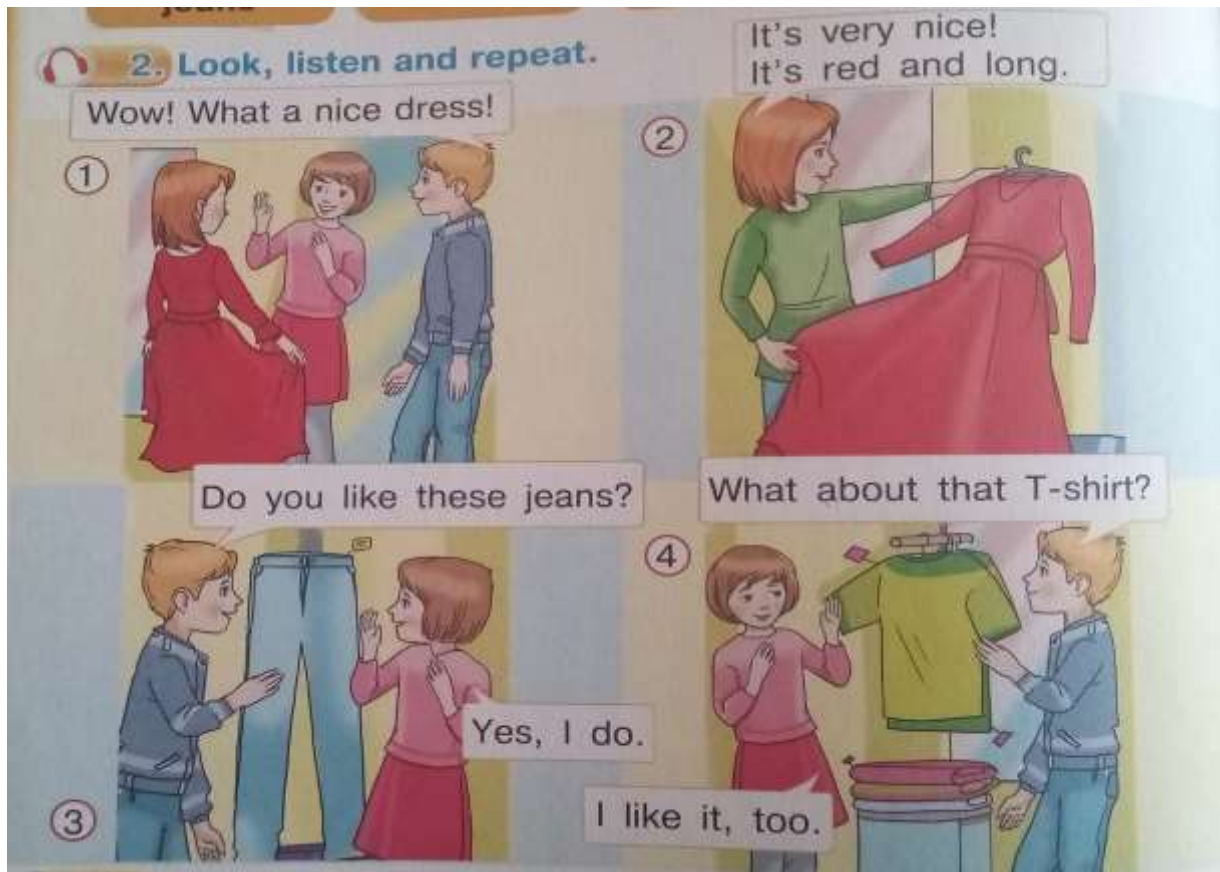 jeans
2. Look, listen and repeat.
Wow! What a nice dress!
1
It's very nice!
It's red and long.
2
Do you like these jeans?
Yes, I do.
3
What about that T-shirt?
4
I like it, too.